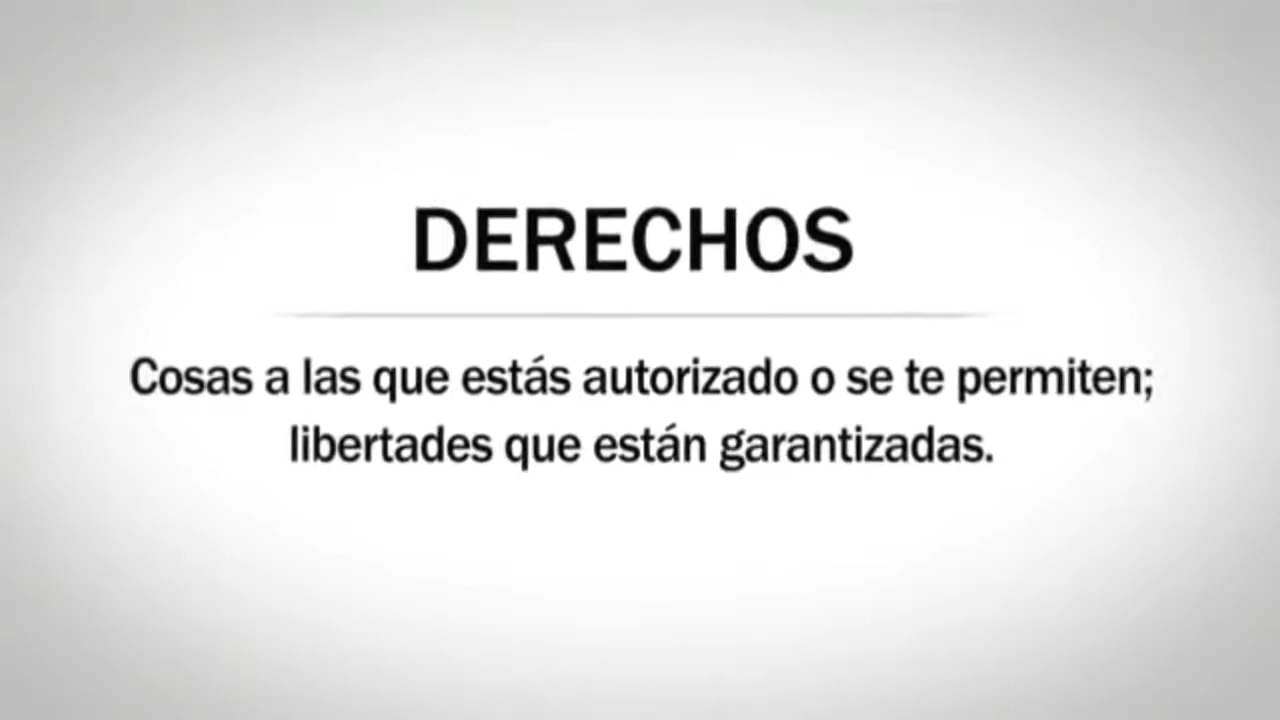 DERECHOS
Cosas a las que estás autorizado o se te permiten;
libertades que están garantizadas.